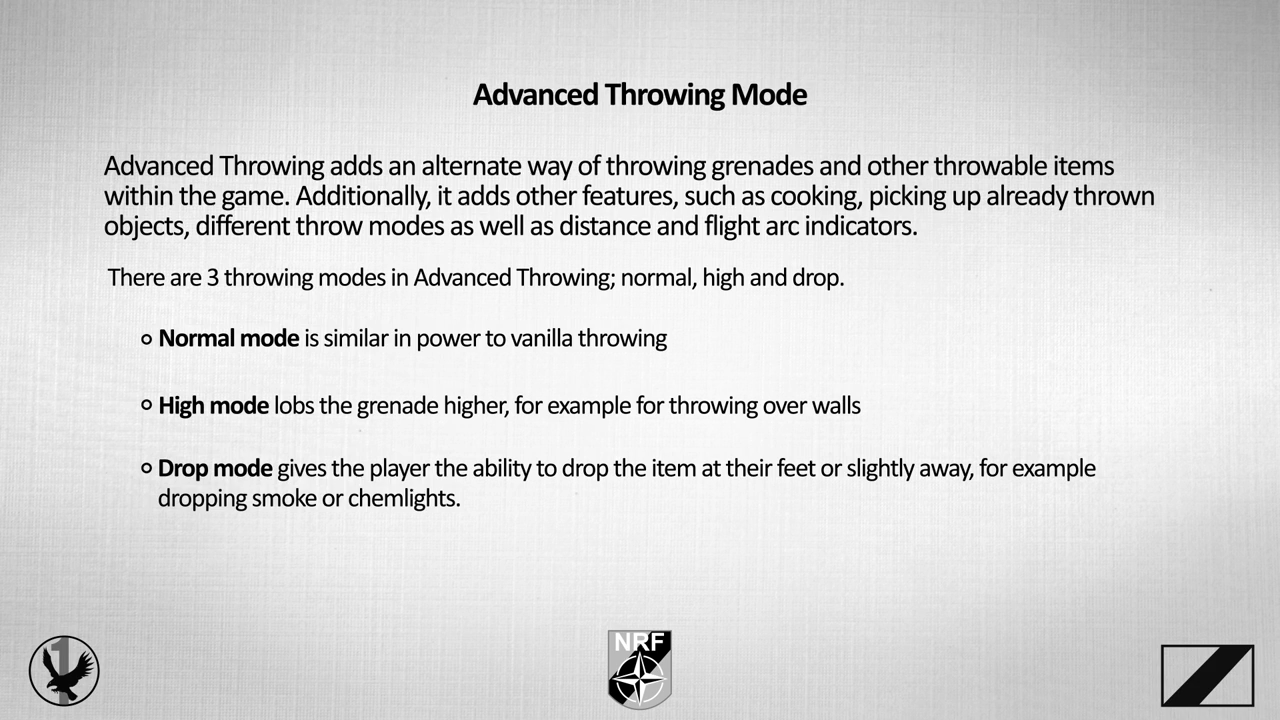 Advanced Throwing Mode
Advanced Throwing adds an alternate way of throwing grenades and other throwable items
within the game. Additionally, it adds other features, such as cooking, picking up already thrown
objects, different throw modes as well as distance and flight arc indicators.
There are 3 throwing modes in Advanced Throwing; normal, high and drop.
Normal mode is similar in power to vanilla throwing
High mode lobs the grenade higher, for example for throwing over walls
Drop mode gives the player the ability to drop the item at their feet or slightly away, for example
dropping smoke or chemlights.
1
NRF